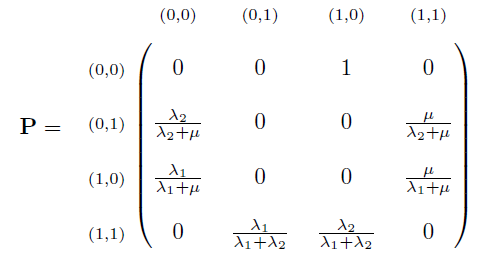 (0,0) (0,1) (1,0) (1,1)
(0,0) 0 0 1 0
P = (0,1) λ₂/(λ₂+μ) 0 0 μ/(λ₂+μ)
(1,0) λ₁/(λ₁+μ) 0 0 μ/(λ₁+μ)
(1,1) 0 λ₁/(λ₁+λ₂) λ₂/(λ₁+λ₂) 0